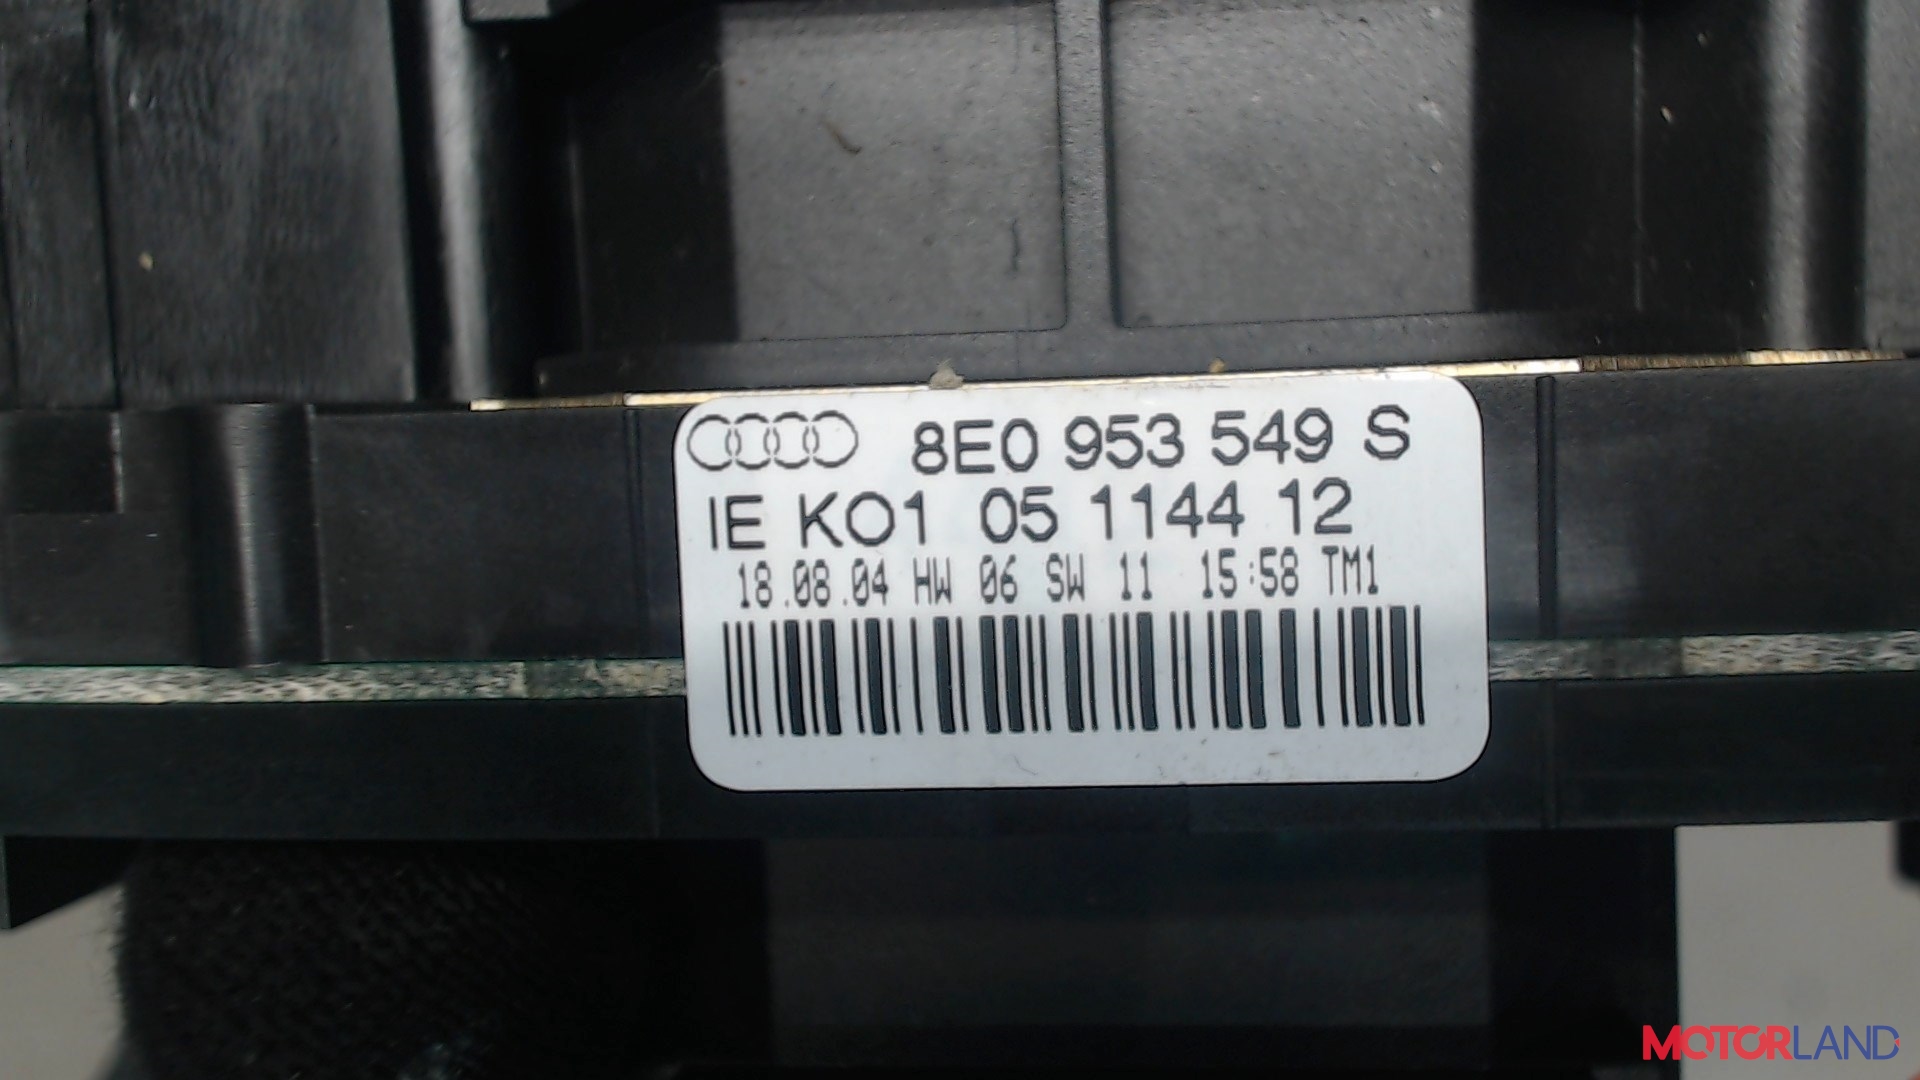 8E0 953 549 S
IE KO1 05 1144 12
18.08.04 HW 06 SW 11 15:58 TM1
MOTORLAND